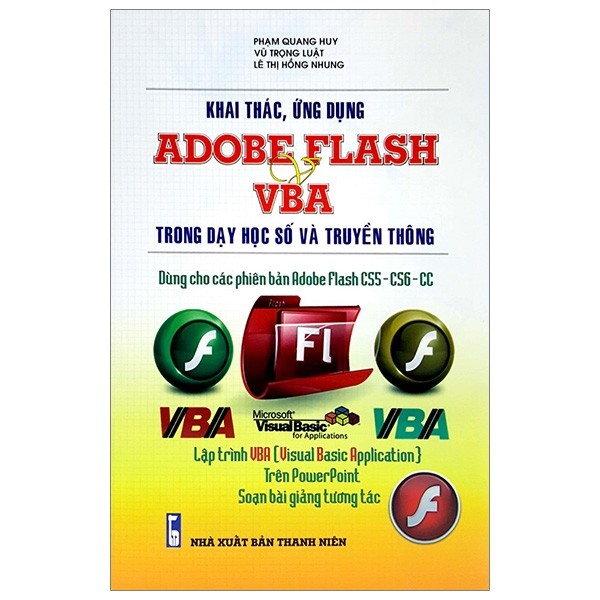 PHẠM QUANG HUY
VŨ TRỌNG LUẬT
LÊ THỊ HỒNG NHUNG
KHAI THÁC, ỨNG DỤNG
ADOBE FLASH
&
VBA
TRONG DẠY HỌC SỐ VÀ TRUYỀN THÔNG
Dùng cho các phiên bản Adobe Flash CS5 - CS6 - CC
Flash
Fl
VBA
Microsoft®
Visual Basic®
for Applications
VBA
Lập trình VBA (Visual Basic Application)
Trên PowerPoint
Soạn bài giảng tương tác
NHÀ XUẤT BẢN THANH NIÊN